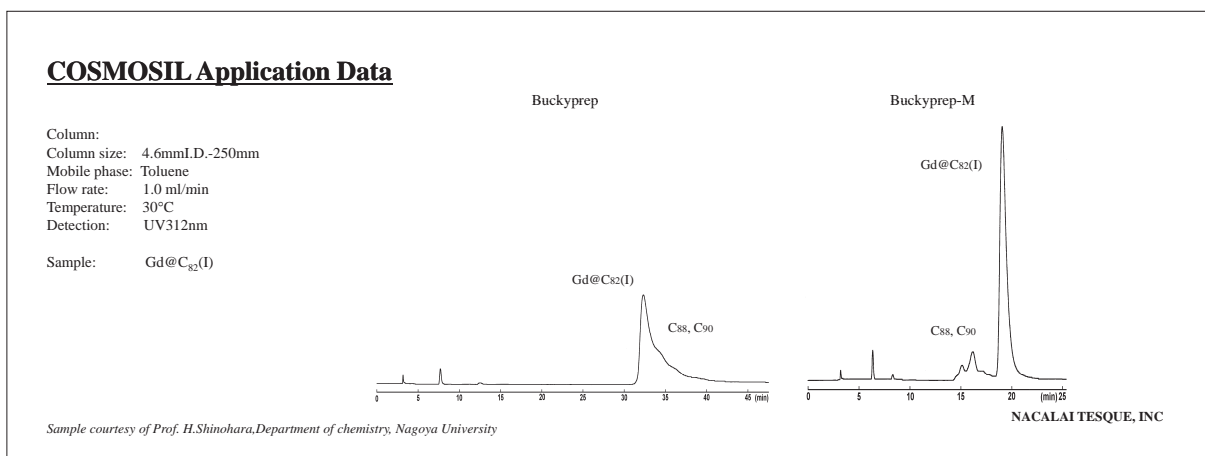 COSMOSIL Application Data
Column:
Column size: 4.6mmI.D.-250mm
Mobile phase: Toluene
Flow rate: 1.0 ml/min
Temperature: 30°C
Detection: UV312nm
Sample: Gd@C82(I)
Buckyprep
Gd@C82(I)
C88, C90
0 5 10 15 20 25 30 35 40 45 (min)
Buckyprep-M
Gd@C82(I)
C88, C90
0 5 10 15 20 (min) 25
NACALAI TESQUE, INC
Sample courtesy of Prof. H.Shinohara,Department of chemistry, Nagoya University